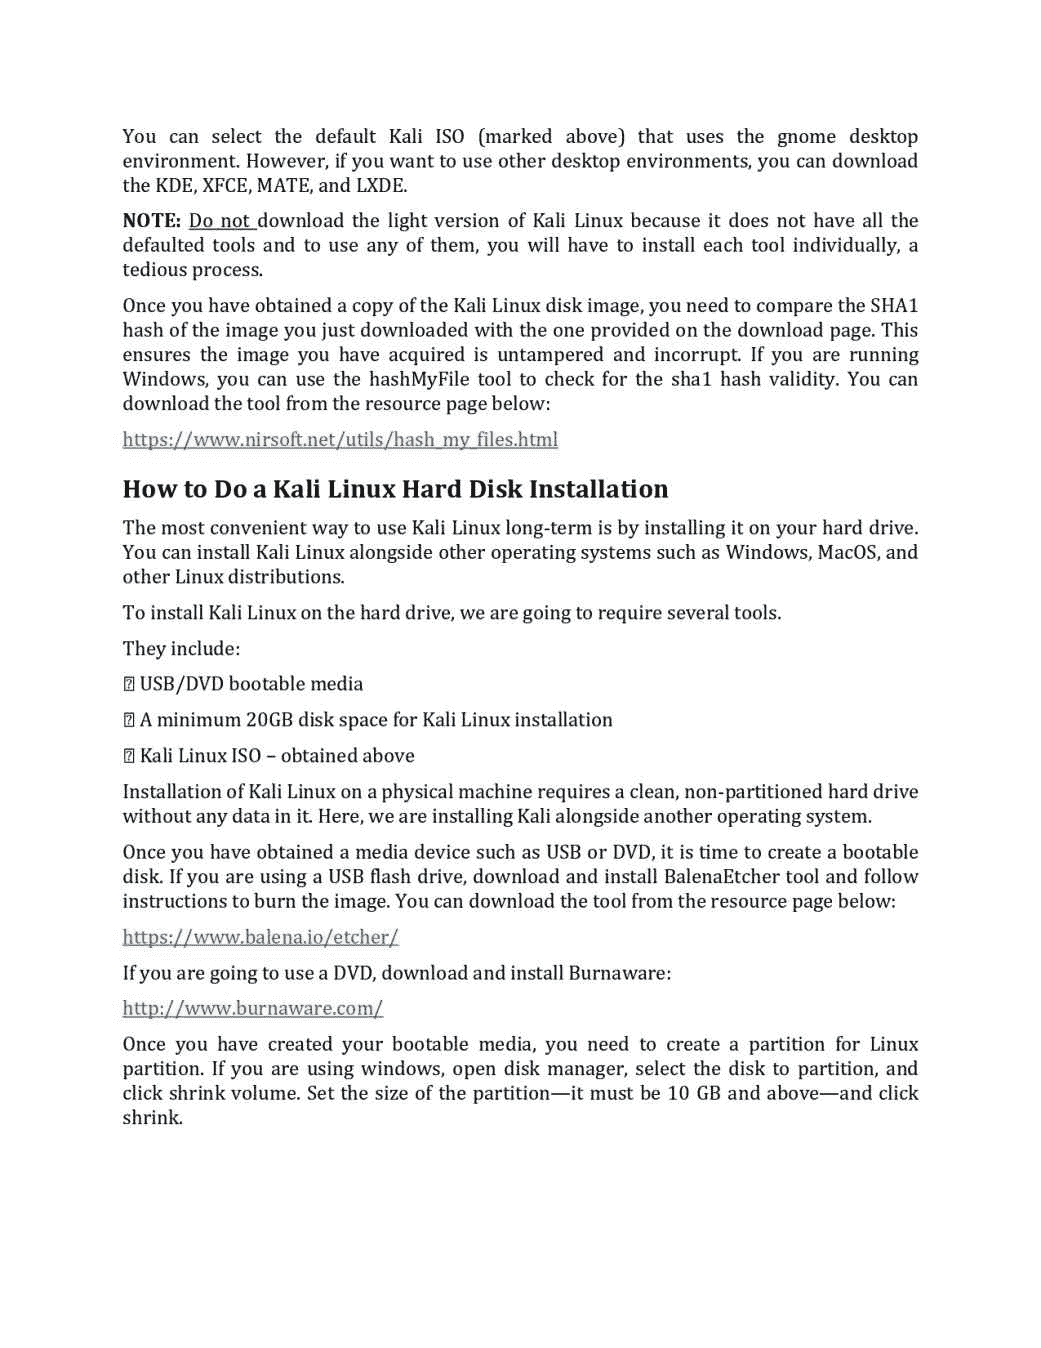 You can select the default Kali ISO (marked above) that uses the gnome desktop
environment. However, if you want to use other desktop environments, you can download
the KDE, XFCE, MATE, and LXDE.
NOTE: Do not download the light version of Kali Linux because it does not have all the
defaulted tools and to use any of them, you will have to install each tool individually, a
tedious process.
Once you have obtained a copy of the Kali Linux disk image, you need to compare the SHA1
hash of the image you just downloaded with the one provided on the download page. This
ensures the image you have acquired is untampered and incorrupt. If you are running
Windows, you can use the hashMyFile tool to check for the sha1 hash validity. You can
download the tool from the resource page below:
https://www.nirsoft.net/utils/hash_my_files.html
How to Do a Kali Linux Hard Disk Installation
The most convenient way to use Kali Linux long-term is by installing it on your hard drive.
You can install Kali Linux alongside other operating systems such as Windows, MacOS, and
other Linux distributions.
To install Kali Linux on the hard drive, we are going to require several tools.
They include:
⍰ USB/DVD bootable media
⍰ A minimum 20GB disk space for Kali Linux installation
⍰ Kali Linux ISO – obtained above
Installation of Kali Linux on a physical machine requires a clean, non-partitioned hard drive
without any data in it. Here, we are installing Kali alongside another operating system.
Once you have obtained a media device such as USB or DVD, it is time to create a bootable
disk. If you are using a USB flash drive, download and install BalenaEtcher tool and follow
instructions to burn the image. You can download the tool from the resource page below:
https://www.balena.io/etcher/
If you are going to use a DVD, download and install Burnaware:
http://www.burnaware.com/
Once you have created your bootable media, you need to create a partition for Linux
partition. If you are using windows, open disk manager, select the disk to partition, and
click shrink volume. Set the size of the partition—it must be 10 GB and above—and click
shrink.